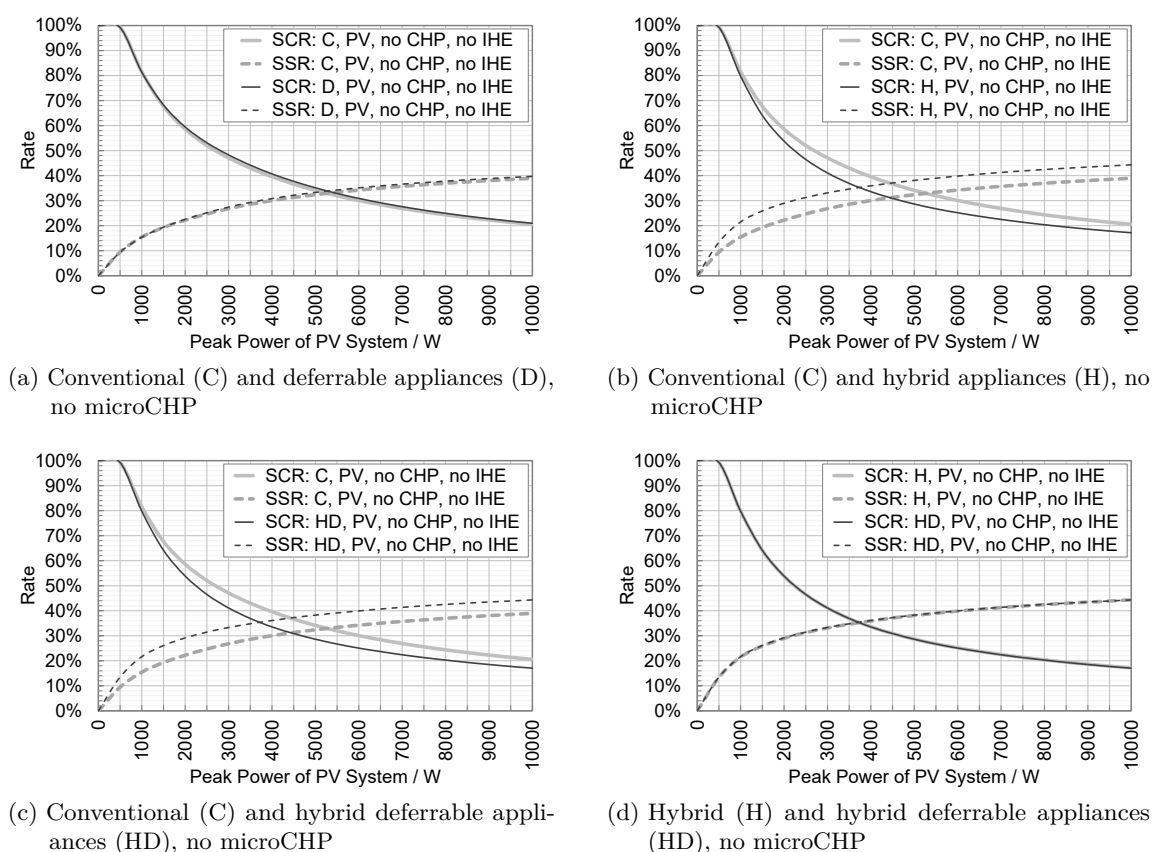 100%
90%
80%
70%
60%
50%
40%
30%
20%
10%
0%
Rate
SCR: C, PV, no CHP, no IHE
SSR: C, PV, no CHP, no IHE
SCR: D, PV, no CHP, no IHE
SSR: D, PV, no CHP, no IHE
0
1000
2000
3000
4000
5000
6000
7000
8000
9000
10000
Peak Power of PV System / W
(a) Conventional (C) and deferrable appliances (D),
no microCHP
100%
90%
80%
70%
60%
50%
40%
30%
20%
10%
0%
Rate
SCR: C, PV, no CHP, no IHE
SSR: C, PV, no CHP, no IHE
SCR: H, PV, no CHP, no IHE
SSR: H, PV, no CHP, no IHE
0
1000
2000
3000
4000
5000
6000
7000
8000
9000
10000
Peak Power of PV System / W
(b) Conventional (C) and hybrid appliances (H), no
microCHP
100%
90%
80%
70%
60%
50%
40%
30%
20%
10%
0%
Rate
SCR: C, PV, no CHP, no IHE
SSR: C, PV, no CHP, no IHE
SCR: HD, PV, no CHP, no IHE
SSR: HD, PV, no CHP, no IHE
0
1000
2000
3000
4000
5000
6000
7000
8000
9000
10000
Peak Power of PV System / W
(c) Conventional (C) and hybrid deferrable appli-
ances (HD), no microCHP
100%
90%
80%
70%
60%
50%
40%
30%
20%
10%
0%
Rate
SCR: H, PV, no CHP, no IHE
SSR: H, PV, no CHP, no IHE
SCR: HD, PV, no CHP, no IHE
SSR: HD, PV, no CHP, no IHE
0
1000
2000
3000
4000
5000
6000
7000
8000
9000
10000
Peak Power of PV System / W
(d) Hybrid (H) and hybrid deferrable appliances
(HD), no microCHP